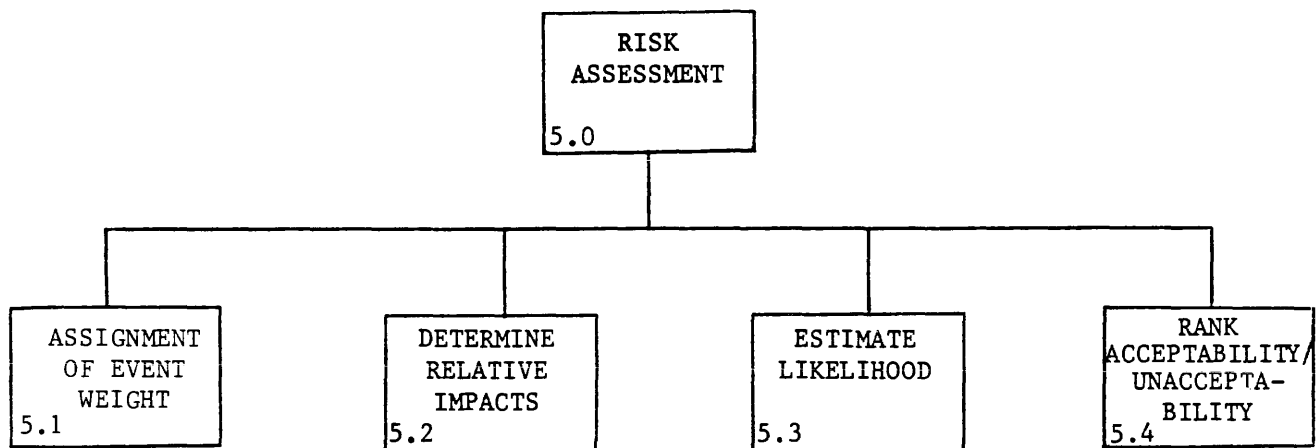 RISK
ASSESSMENT
5.0
ASSIGNMENT
OF EVENT
WEIGHT
5.1
DETERMINE
RELATIVE
IMPACTS
5.2
ESTIMATE
LIKELIHOOD
5.3
RANK
ACCEPTABILITY/
UNACCEPTA-
BILITY
5.4